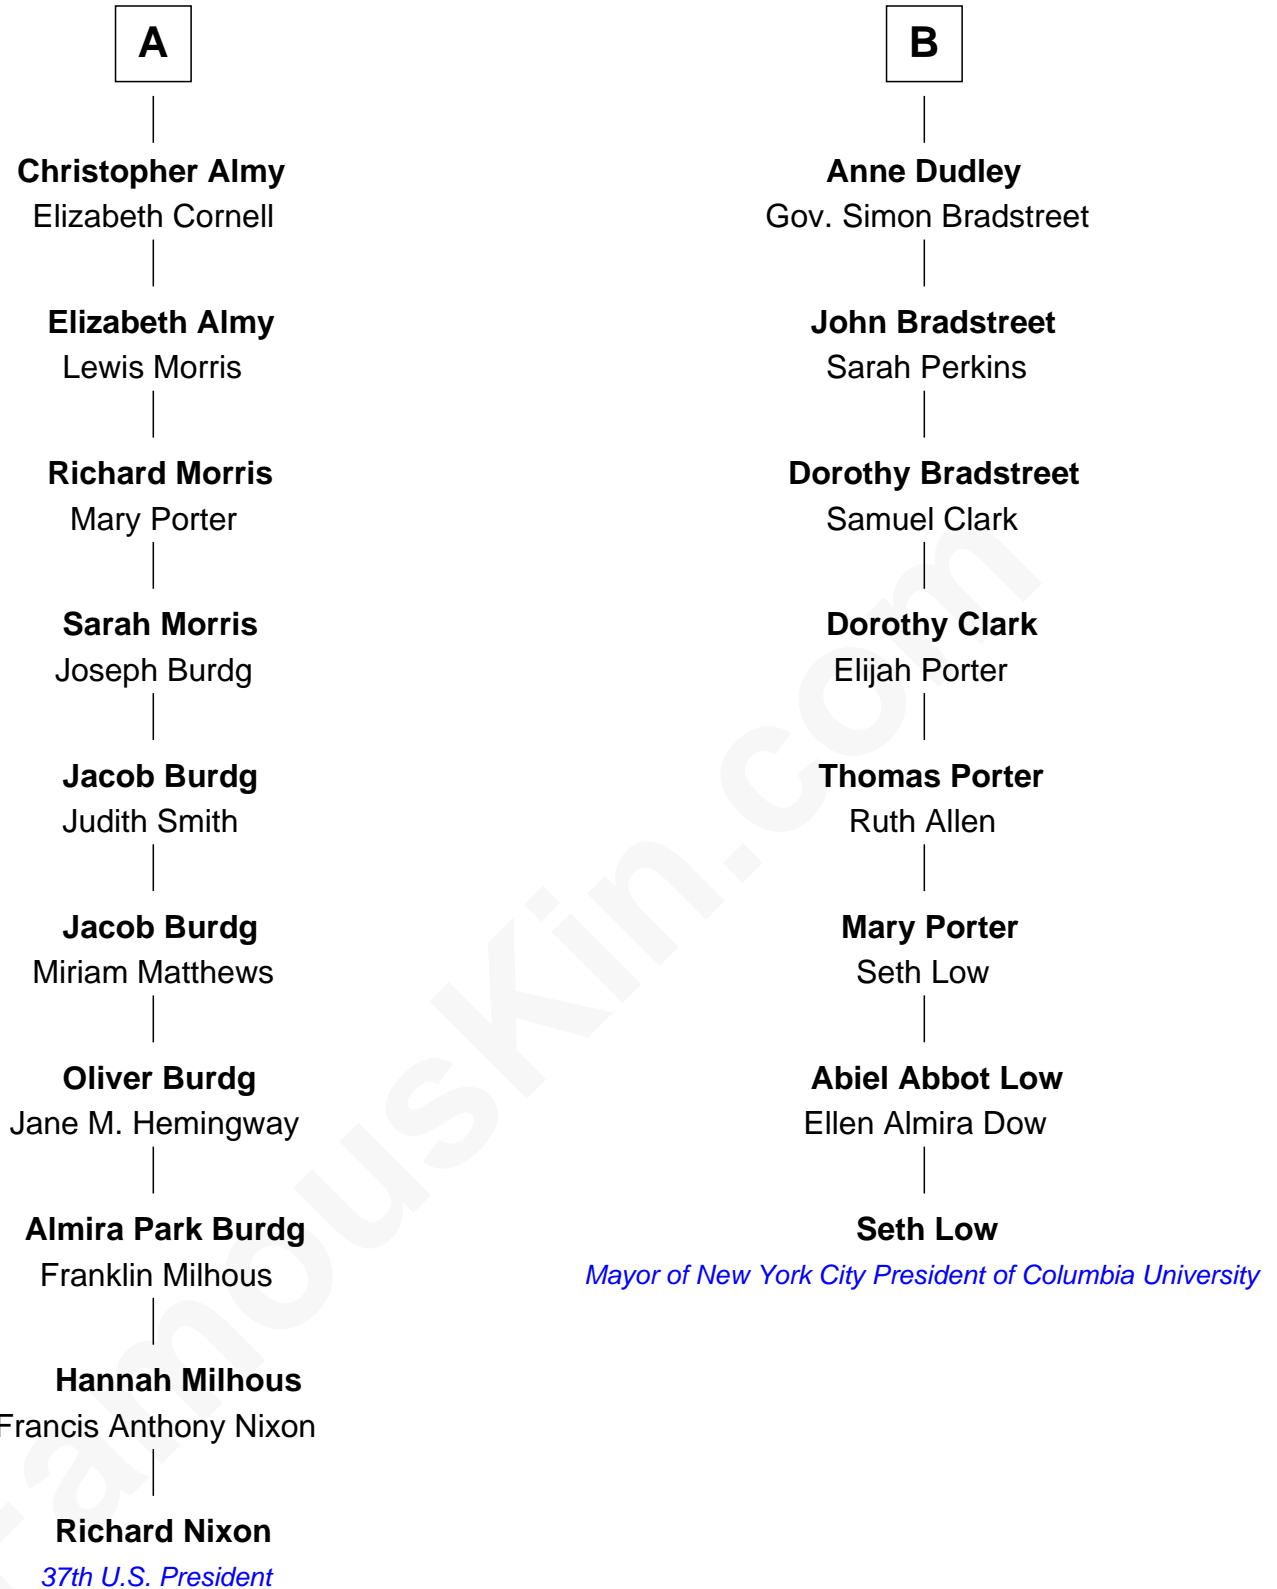 A
Christopher Almy
Elizabeth Cornell
Elizabeth Almy
Lewis Morris
Richard Morris
Mary Porter
Sarah Morris
Joseph Burdg
Jacob Burdg
Judith Smith
Jacob Burdg
Miriam Matthews
Oliver Burdg
Jane M. Hemingway
Almira Park Burdg
Franklin Milhous
Hannah Milhous
Francis Anthony Nixon
Richard Nixon
37th U.S. President
B
Anne Dudley
Gov. Simon Bradstreet
John Bradstreet
Sarah Perkins
Dorothy Bradstreet
Samuel Clark
Dorothy Clark
Elijah Porter
Thomas Porter
Ruth Allen
Mary Porter
Seth Low
Abiel Abbot Low
Ellen Almira Dow
Seth Low
Mayor of New York City President of Columbia University
FamousKin.com